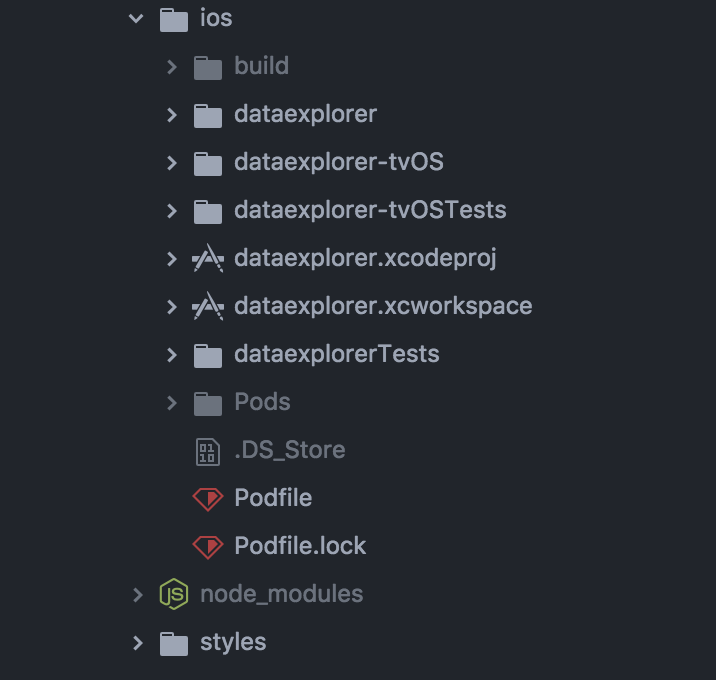 ios
build
dataexplorer
dataexplorer-tvOS
dataexplorer-tvOSTests
dataexplorer.xcodeproj
dataexplorer.xcworkspace
dataexplorerTests
Pods
.DS_Store
Podfile
Podfile.lock
node_modules
styles